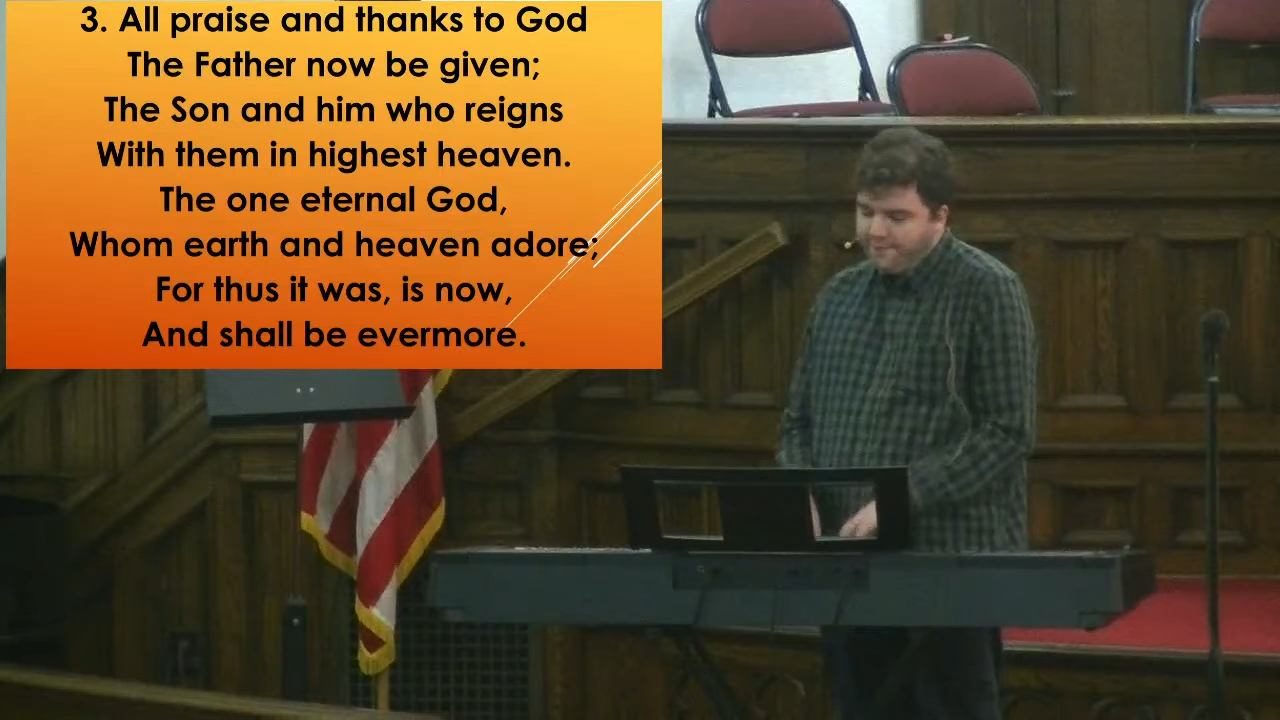 3. All praise and thanks to God
The Father now be given;
The Son and him who reigns
With them in highest heaven.
The one eternal God,
Whom earth and heaven adore;
For thus it was, is now,
And shall be evermore.